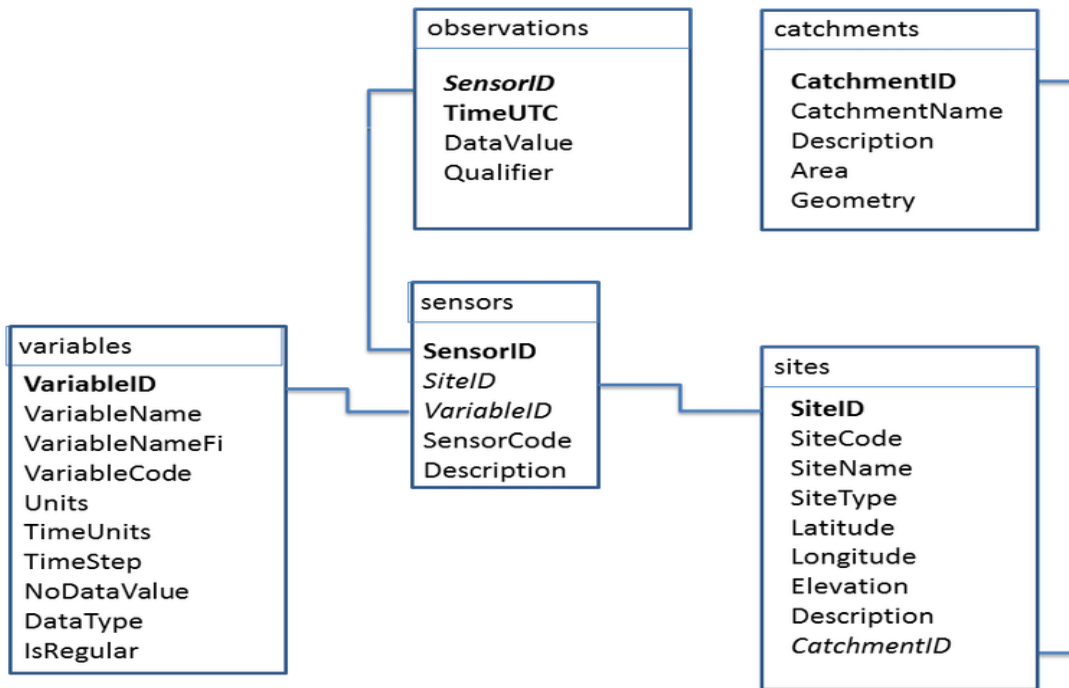 observations
SensorID
TimeUTC
DataValue
Qualifier
catchments
CatchmentID
CatchmentName
Description
Area
Geometry
sensors
SensorID
SiteID
VariableID
SensorCode
Description
variables
VariableID
VariableName
VariableNameFi
VariableCode
Units
TimeUnits
TimeStep
NoDataValue
DataType
IsRegular
sites
SiteID
SiteCode
SiteName
SiteType
Latitude
Longitude
Elevation
Description
CatchmentID